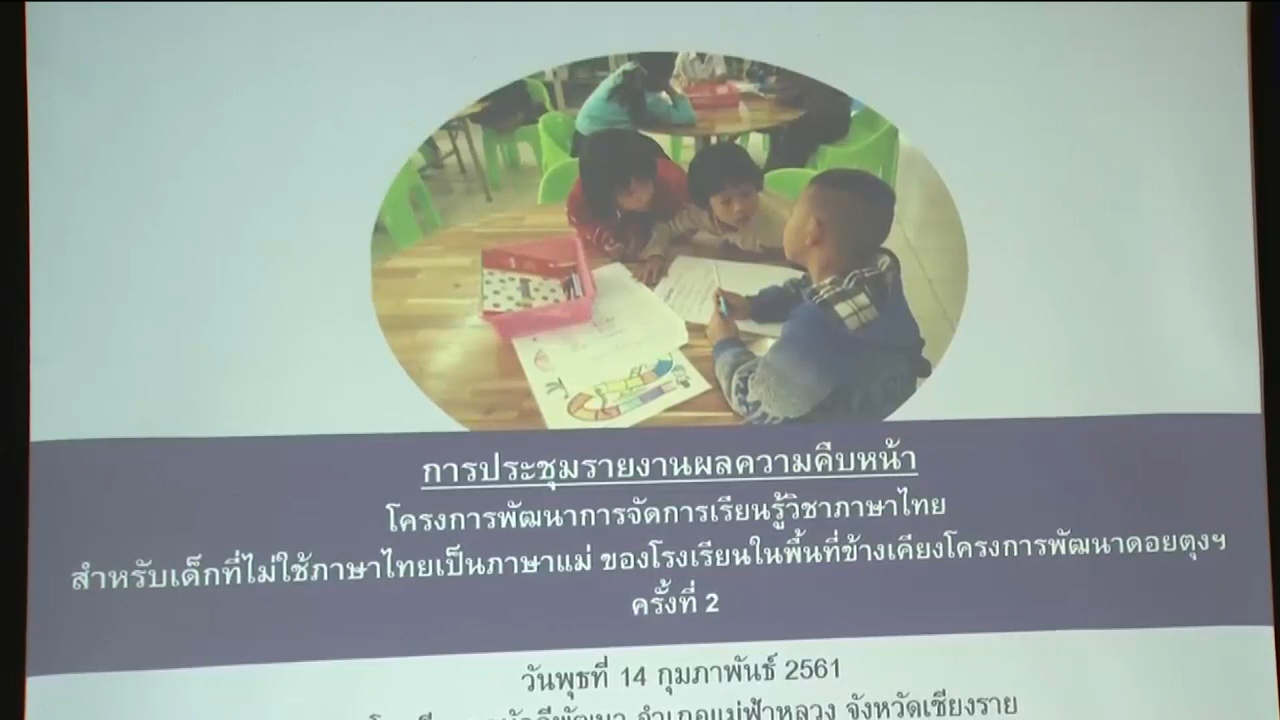 การประชุมรายงานผลความคืบหน้า
โครงการพัฒนาการจัดการเรียนรู้วิชาภาษาไทย
สำหรับเด็กที่ไม่ใช้ภาษาไทยเป็นภาษาแม่ ของโรงเรียนในพื้นที่ข้างเคียงโครงการพัฒนาดอยตุงฯ
ครั้งที่ 2
วันพุธที่ 14 กุมภาพันธ์ 2561
อำเภอแม่ฟ้าหลวง จังหวัดเชียงราย